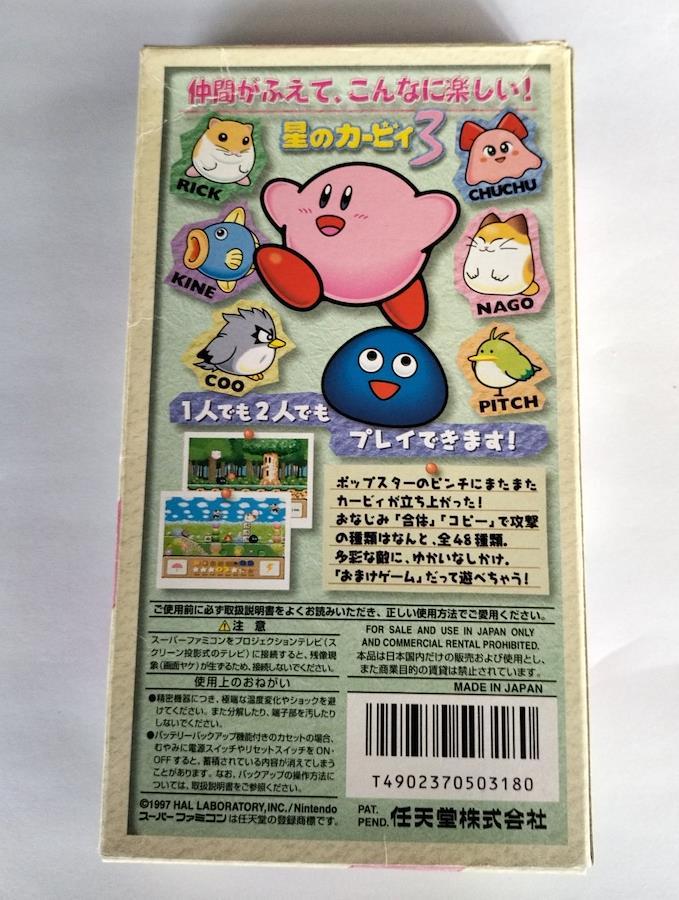 仲間がふえて、こんなに楽しい!
星のカービィ3
RICK
CHUCHU
KINE
NAGO
COO
PITCH
1人でも2人でも
プレイできます!
ポップスターのピンチにまたまた
カービィが立ち上がった!
おなじみ「合体」「コピー」で攻撃
の種類はなんと、全48種類。
多彩な敵に、ゆかいなしかけ。
「おまけゲーム」だって遊べちゃう!
ご使用前に必ず取扱説明書をよくお読みいただき、正しい使用方法でご愛用ください。
⚠注意
スーパーファミコンをプロジェクションテレビ(ス
クリーン投影式のテレビ)に接続すると、残像現
象(画面ヤケ)が生ずるため、接続しないでください。
使用上のおねがい
●精密機器につき、極端な温度変化やショックを避
けてください。また分解したり、端子部を汚したり
しないでください。
●バッテリーバックアップ機能付きのカセットの場合、
むやみに電源スイッチやリセットスイッチをON・
OFFすると、蓄積されている内容が消えてしまう
ことがあります。なお、バックアップの操作方法に
ついては、取扱説明書をご参照ください。
FOR SALE AND USE IN JAPAN ONLY
AND COMMERCIAL RENTAL PROHIBITED.
本品は日本国内だけの販売および使用とし、
また商業目的の賃貸は禁止されています。
MADE IN JAPAN
T4902370503180
©1997 HAL LABORATORY,INC./Nintendo
スーパーファミコンは任天堂の登録商標です。
PAT.
PEND.
任天堂株式会社